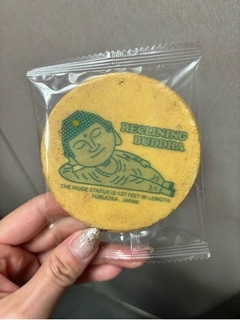 RECLINING
BUDDHA
THE HUGE STATUE IS 137 FEET IN LENGTH.
FUKUOKA, JAPAN